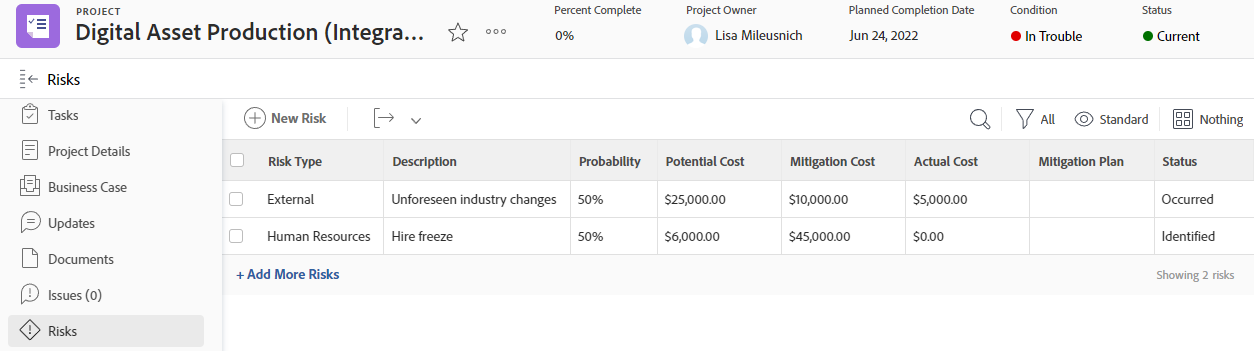 PROJECT
Digital Asset Production (Integra...
Percent Complete
0%
Project Owner
Lisa Mileusnich
Planned Completion Date
Jun 24, 2022
Condition
In Trouble
Status
Current
Risks
Tasks
Project Details
Business Case
Updates
Documents
Issues (0)
Risks
New Risk
All
Standard
Nothing
Risk Type Description Probability Potential Cost Mitigation Cost Actual Cost Mitigation Plan Status
External Unforeseen industry changes 50% $25,000.00 $10,000.00 $5,000.00 Occurred
Human Resources Hire freeze 50% $6,000.00 $45,000.00 $0.00 Identified
+ Add More Risks
Showing 2 risks